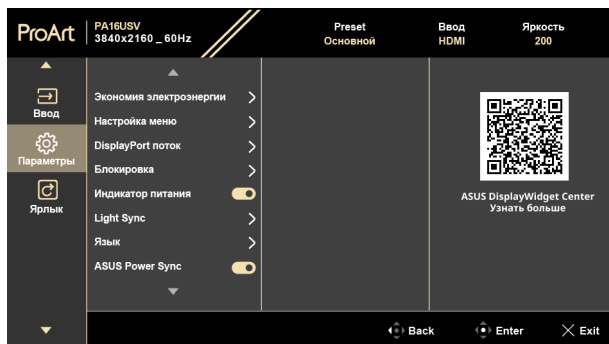 ProArt
PA16USV
3840x2160 _ 60Hz
Preset
Основной
Ввод
HDMI
Яркость
200
Ввод
Параметры
Ярлык
Экономия электроэнергии
Настройка меню
DisplayPort поток
Блокировка
Индикатор питания
Light Sync
Язык
ASUS Power Sync
ASUS DisplayWidget Center
Узнать больше
Back
Enter
Exit